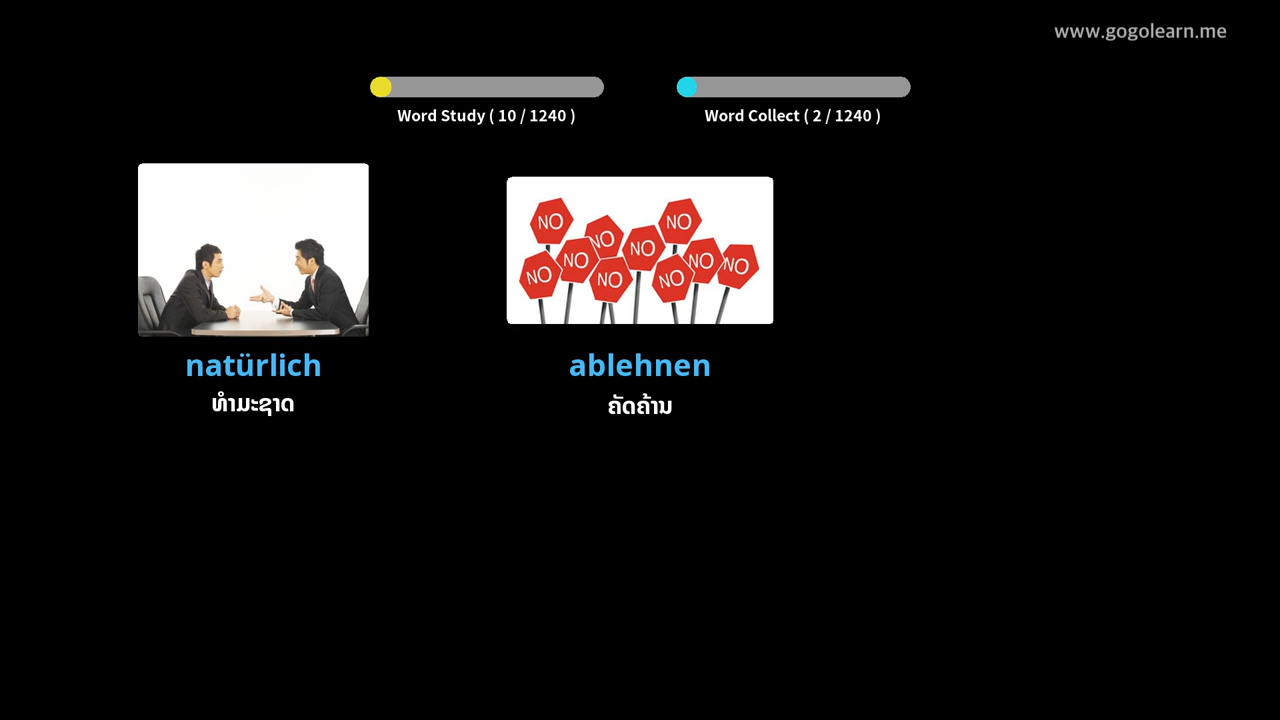 www.gogolearn.me
Word Study ( 10 / 1240 )
Word Collect ( 2 / 1240 )
NO
NO
NO
NO
NO
NO
NO
NO
NO
NO
natürlich
ທຳມະຊາດ
ablehnen
ຄັດຄ້ານ